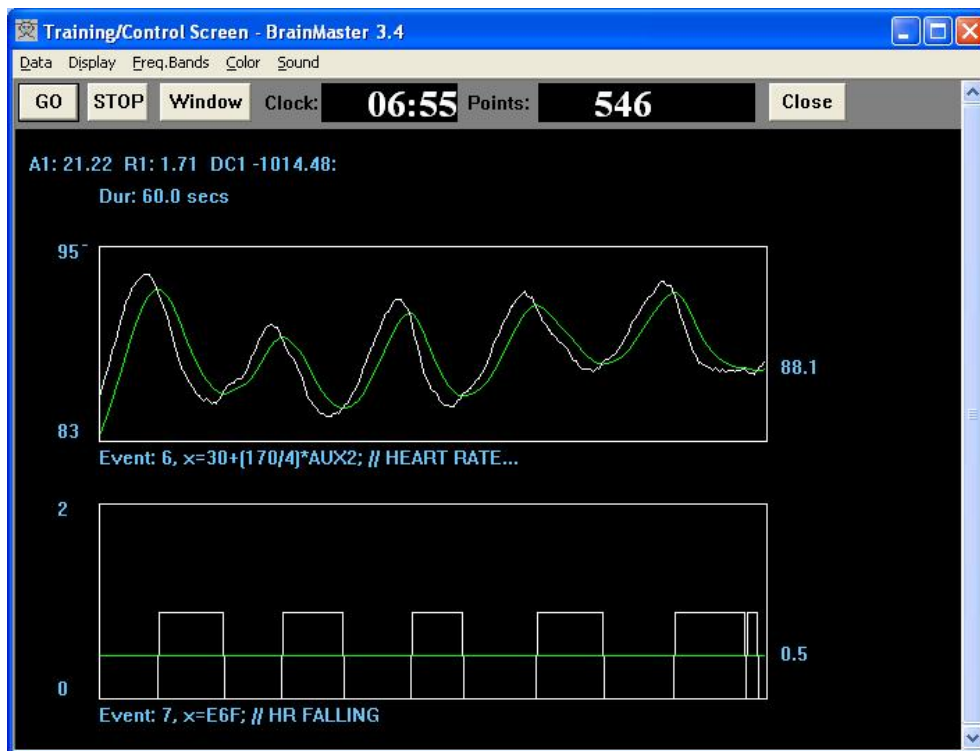 Training/Control Screen - BrainMaster 3.4
Data Display Freq.Bands Color Sound
GO STOP Window Clock: 06:55 Points: 546 Close
A1: 21.22 R1: 1.71 DC1 -1014.48:
Dur: 60.0 secs
95
88.1
83
Event: 6, x=30+(170/4)*AUX2; // HEART RATE...
2
0.5
0
Event: 7, x=E6F; // HR FALLING